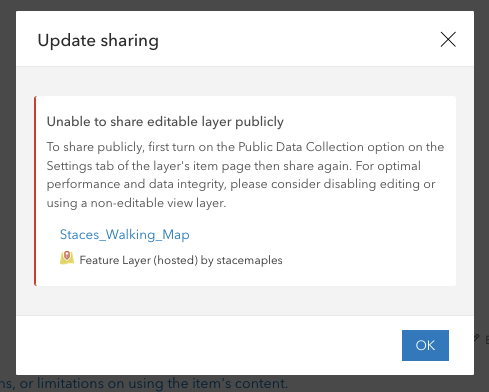 Update sharing
Unable to share editable layer publicly
To share publicly, first turn on the Public Data Collection option on the
Settings tab of the layer's item page then share again. For optimal
performance and data integrity, please consider disabling editing or
using a non-editable view layer.
Staces_Walking_Map
Feature Layer (hosted) by stacemaples
OK
or limitations on using the item's content.